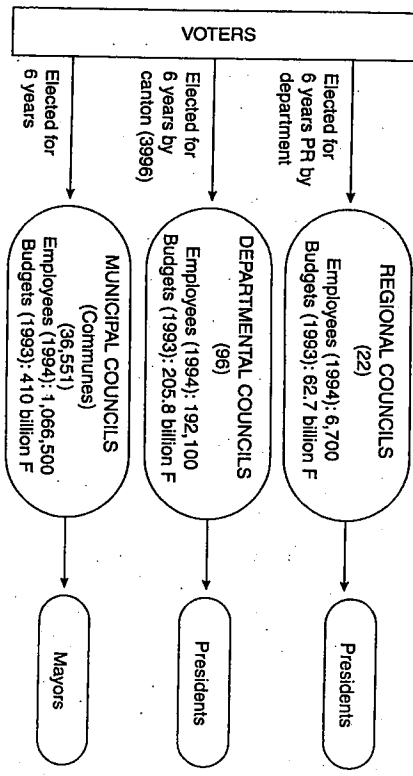 VOTERS
Elected for
6 years PR by
department
REGIONAL COUNCILS
(22)
Employees (1994): 6,700
Budgets (1993): 62.7 billion F
Presidents
Elected for
6 years by
canton (3996)
DEPARTMENTAL COUNCILS
(96)
Employees (1994): 192,100
Budgets (1993): 205.8 billion F
Presidents
Elected for
6 years
MUNICIPAL COUNCILS
(Communes)
(36,551)
Employees (1994): 1,066,500
Budgets (1993): 410 billion F
Mayors